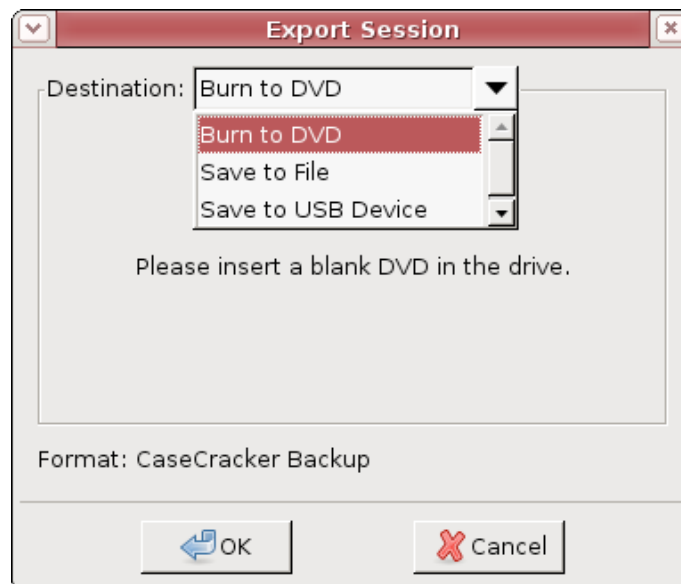 Export Session
Destination: Burn to DVD
Burn to DVD
Save to File
Save to USB Device
Please insert a blank DVD in the drive.
Format: CaseCracker Backup
OK Cancel